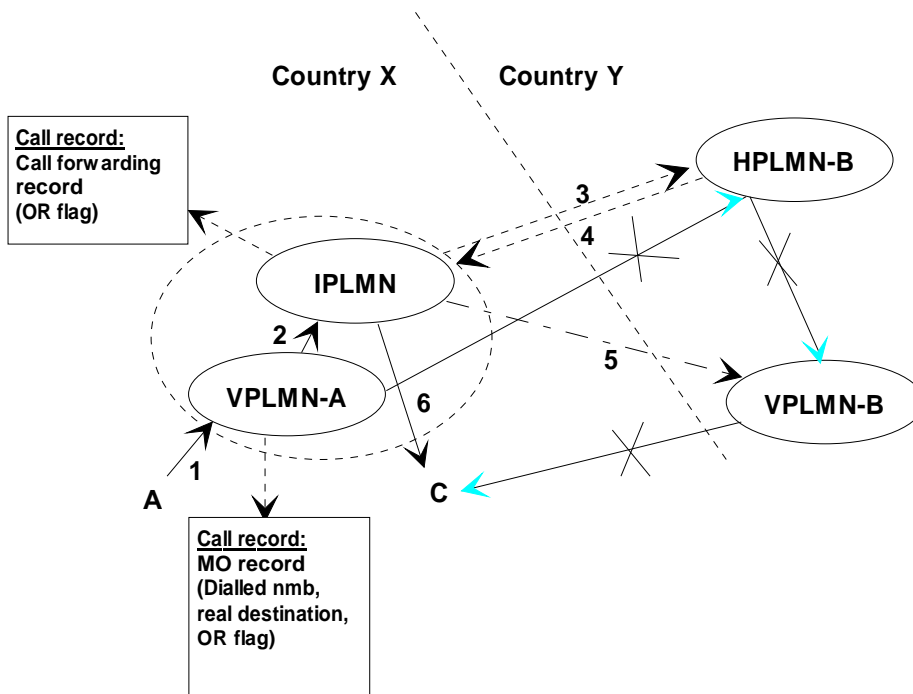 Country X
Country Y
Call record:
Call forwarding
record
(OR flag)
HPLMN-B
3
4
IPLMN
2
5
VPLMN-A
6
VPLMN-B
1
A
C
Call record:
MO record
(Dialled nmb,
real destination,
OR flag)